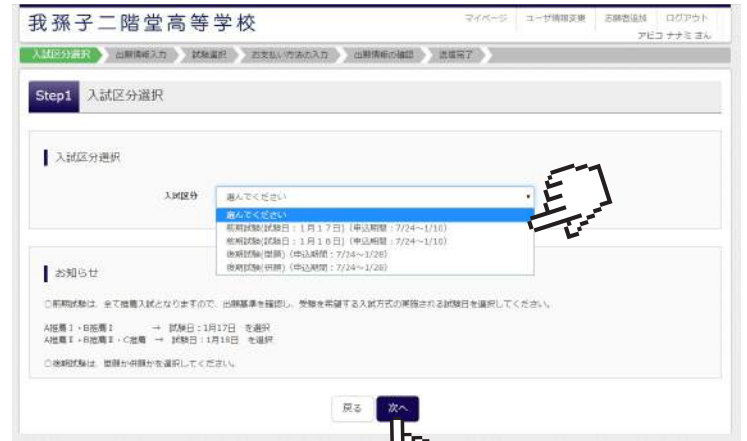 我孫子二階堂高等学校
マイページ ユーザ情報変更 志願者追加 ログアウト
アビコ ナナミ さん
入試区分選択 出願情報入力 試験選択 お支払い方法の入力 出願情報の確認 送信完了
Step1 入試区分選択
入試区分選択
入試区分 選んでください
選んでください
前期試験(試験日：1月17日)（申込期間：7/24～1/10)
前期試験(試験日：1月18日)（申込期間：7/24～1/10)
後期試験(単願)（申込期間：7/24～1/28)
後期試験(併願)（申込期間：7/24～1/28)
お知らせ
○前期試験は、全て推薦入試となりますので、出願基準を確認し、受験を希望する入試方式の実施される試験日を選択してください。
A推薦Ⅰ・B推薦Ⅰ → 試験日：1月17日 を選択
A推薦Ⅱ・B推薦Ⅱ・C推薦 → 試験日：1月18日 を選択
○後期試験は、単願か併願かを選択してください。
戻る 次へ